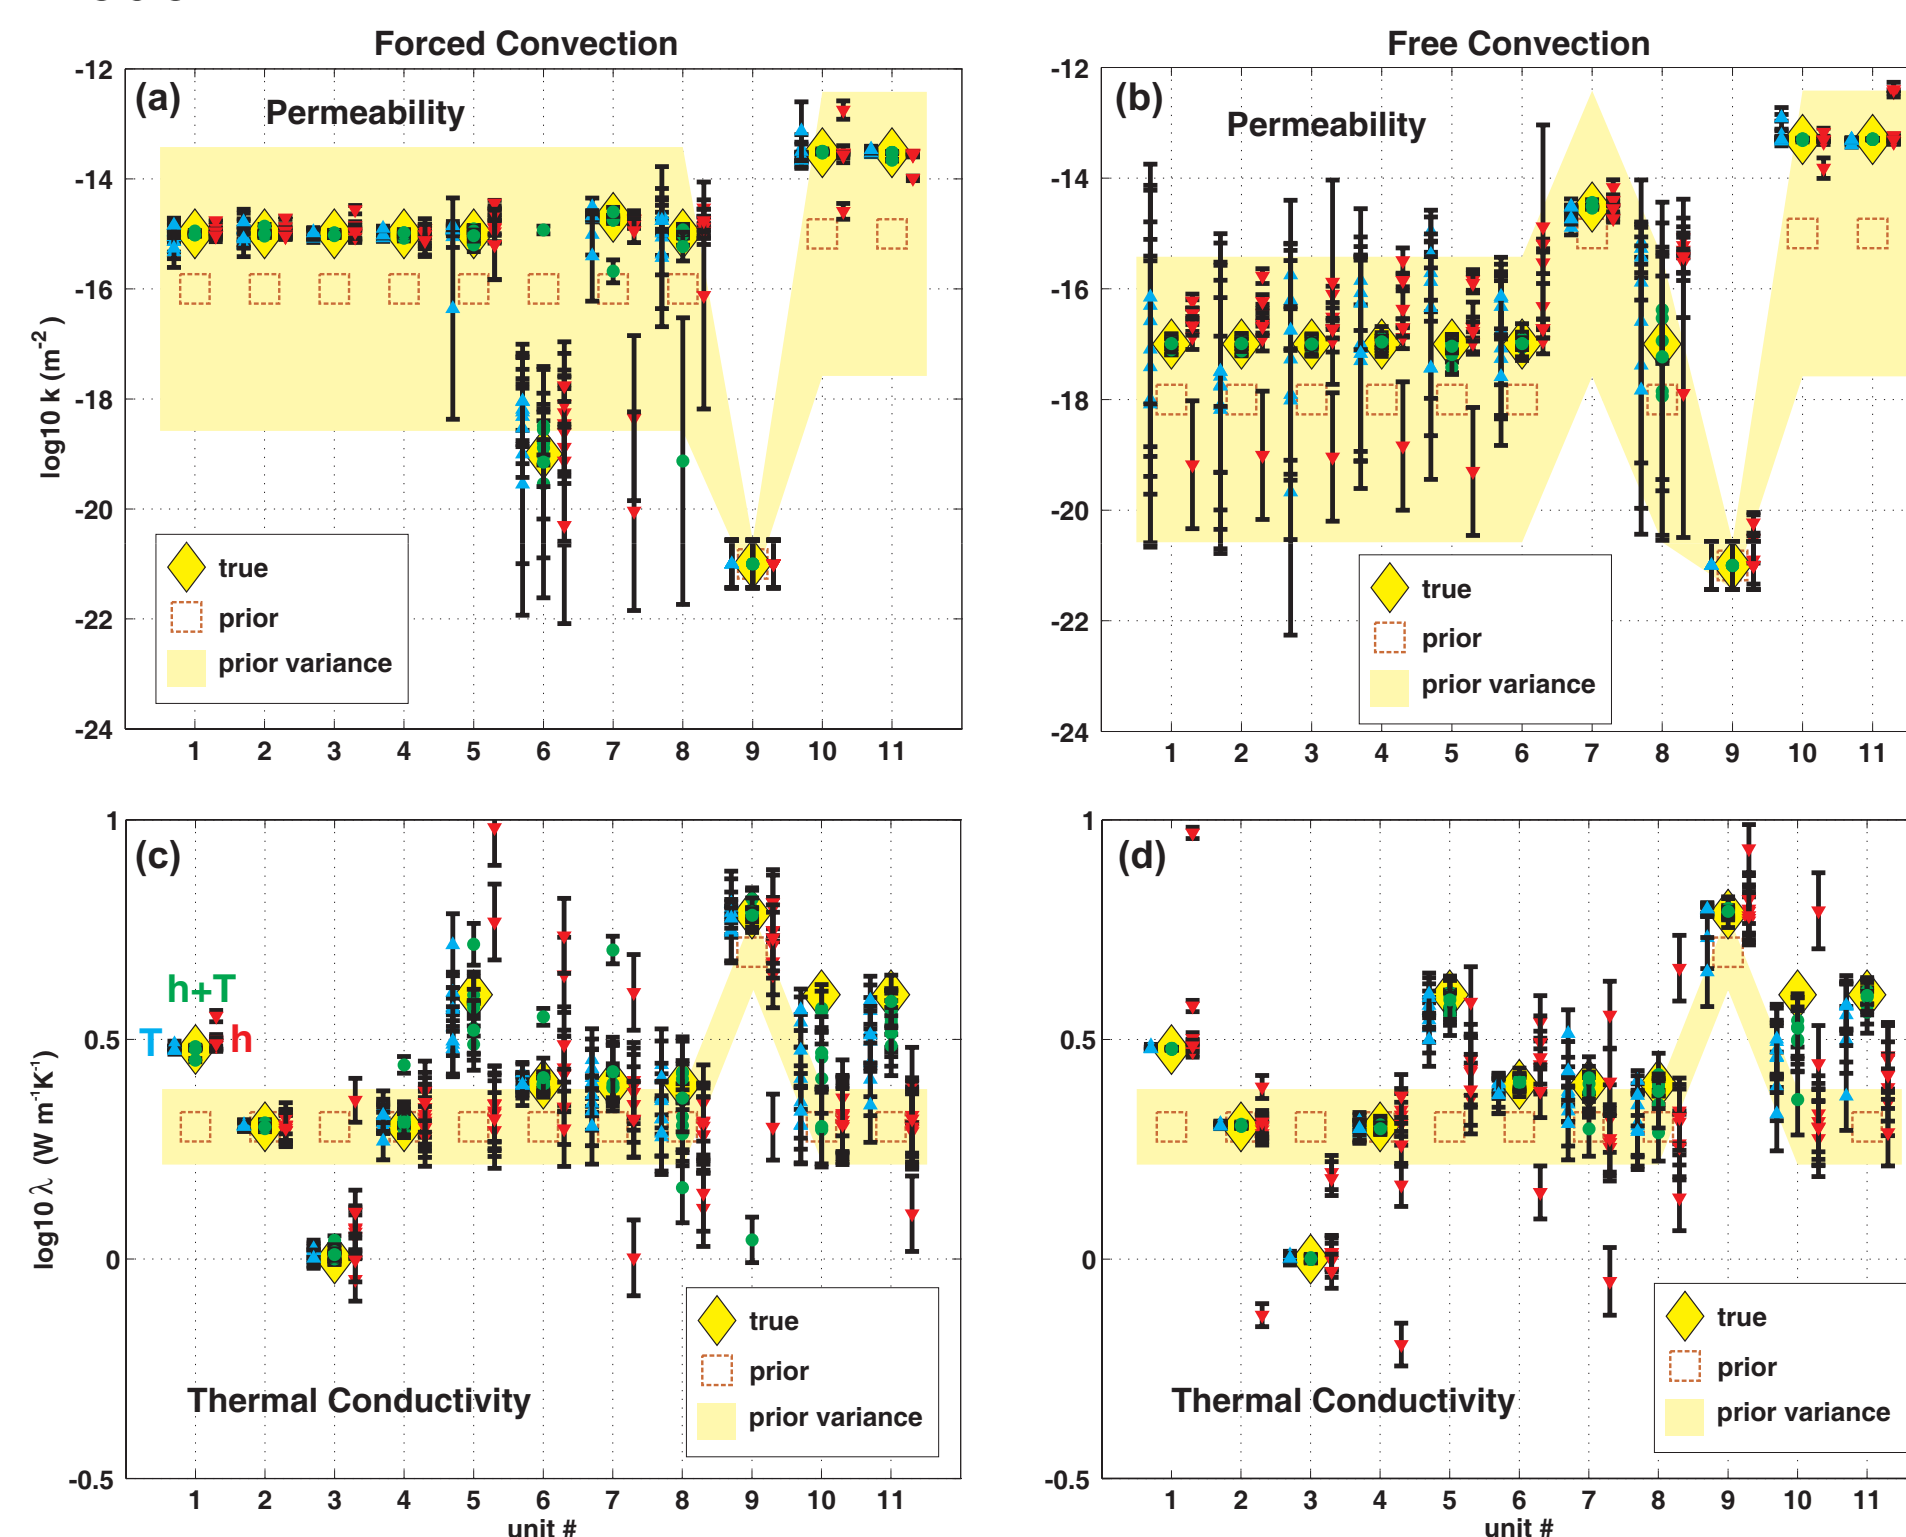 Forced Convection
(a)
Permeability
-12
-14
-16
-18
-20
-22
-24
log10 k (m-2 )
true
prior
prior variance
1 2 3 4 5 6 7 8 9 10 11
Free Convection
(b)
Permeability
-12
-14
-16
-18
-20
-22
-24
true
prior
prior variance
1 2 3 4 5 6 7 8 9 10 11
(c)
1
0.5
0
-0.5
log10 λ (W m-1K-1)
h+T
T
h
Thermal Conductivity
true
prior
prior variance
1 2 3 4 5 6 7 8 9 10 11
unit #
(d)
1
0.5
0
-0.5
Thermal Conductivity
true
prior
prior variance
1 2 3 4 5 6 7 8 9 10 11
unit #